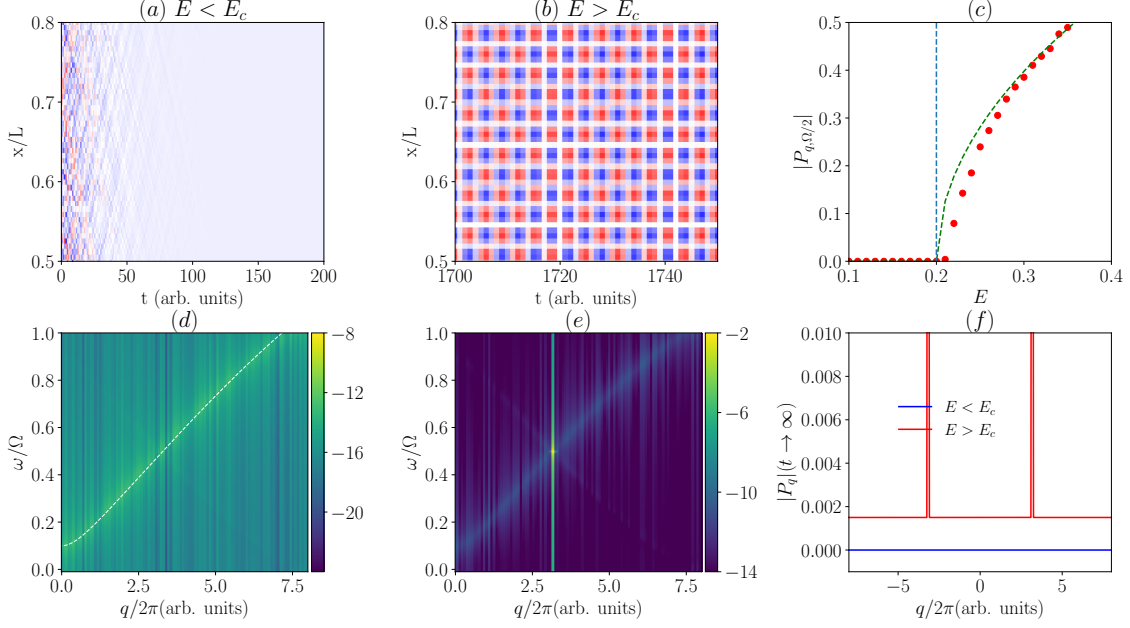 (a) E < E_c
(b) E > E_c
(c)
0.8
0.7
0.6
0.5
x/L
0 50 100 150 200
t (arb. units)
0.8
0.7
0.6
0.5
x/L
1700 1720 1740
t (arb. units)
0.5
0.4
0.3
0.2
0.1
0.0
|P_{q,Ω/2}|
0.1 0.2 0.3 0.4
E
(d)
(e)
(f)
1.0
0.8
0.6
0.4
0.2
0.0
ω/Ω
0.0 2.5 5.0 7.5
q/2π(arb. units)
−8
−12
−16
−20
1.0
0.8
0.6
0.4
0.2
0.0
ω/Ω
0.0 2.5 5.0 7.5
q/2π(arb. units)
−2
−6
−10
−14
0.010
0.008
0.006
0.004
0.002
0.000
|P_q|(t → ∞)
E < E_c
E > E_c
−5 0 5
q/2π(arb. units)